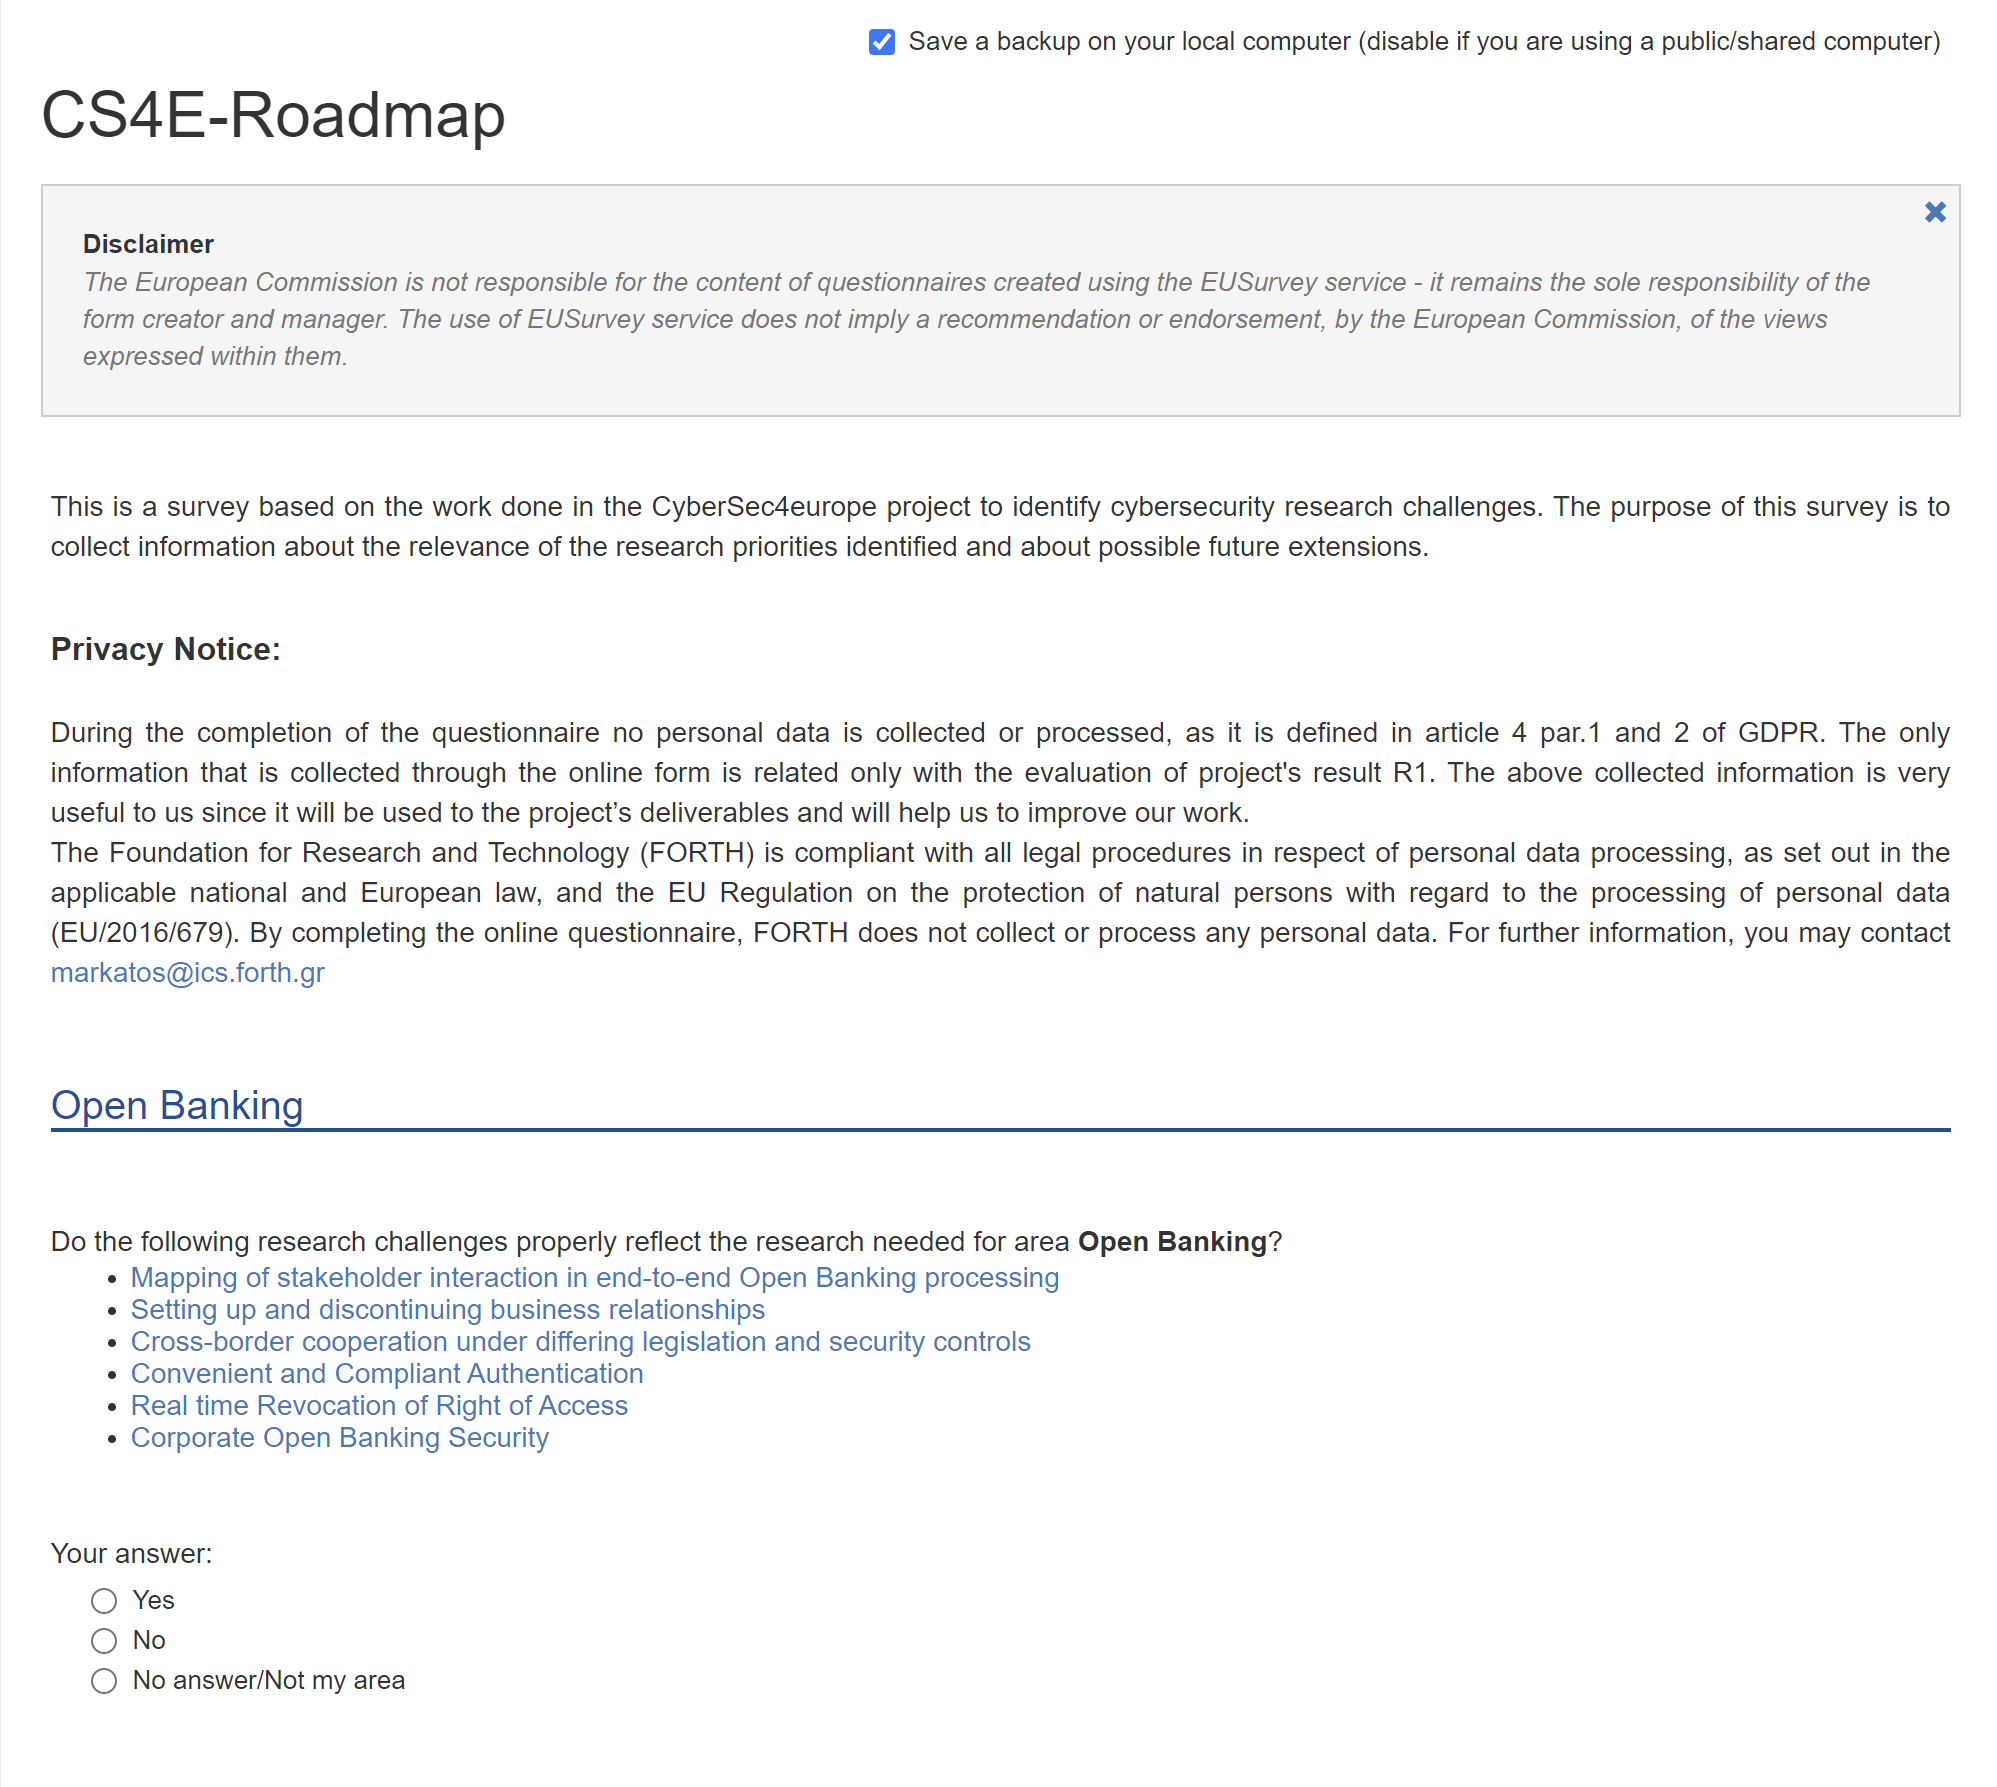 Save a backup on your local computer (disable if you are using a public/shared computer)
CS4E-Roadmap
Disclaimer
The European Commission is not responsible for the content of questionnaires created using the EUSurvey service - it remains the sole responsibility of the
form creator and manager. The use of EUSurvey service does not imply a recommendation or endorsement, by the European Commission, of the views
expressed within them.
This is a survey based on the work done in the CyberSec4europe project to identify cybersecurity research challenges. The purpose of this survey is to
collect information about the relevance of the research priorities identified and about possible future extensions.
Privacy Notice:
During the completion of the questionnaire no personal data is collected or processed, as it is defined in article 4 par.1 and 2 of GDPR. The only
information that is collected through the online form is related only with the evaluation of project's result R1. The above collected information is very
useful to us since it will be used to the project’s deliverables and will help us to improve our work.
The Foundation for Research and Technology (FORTH) is compliant with all legal procedures in respect of personal data processing, as set out in the
applicable national and European law, and the EU Regulation on the protection of natural persons with regard to the processing of personal data
(EU/2016/679). By completing the online questionnaire, FORTH does not collect or process any personal data. For further information, you may contact
markatos@ics.forth.gr
Open Banking
Do the following research challenges properly reflect the research needed for area Open Banking?
• Mapping of stakeholder interaction in end-to-end Open Banking processing
• Setting up and discontinuing business relationships
• Cross-border cooperation under differing legislation and security controls
• Convenient and Compliant Authentication
• Real time Revocation of Right of Access
• Corporate Open Banking Security
Your answer:
Yes
No
No answer/Not my area